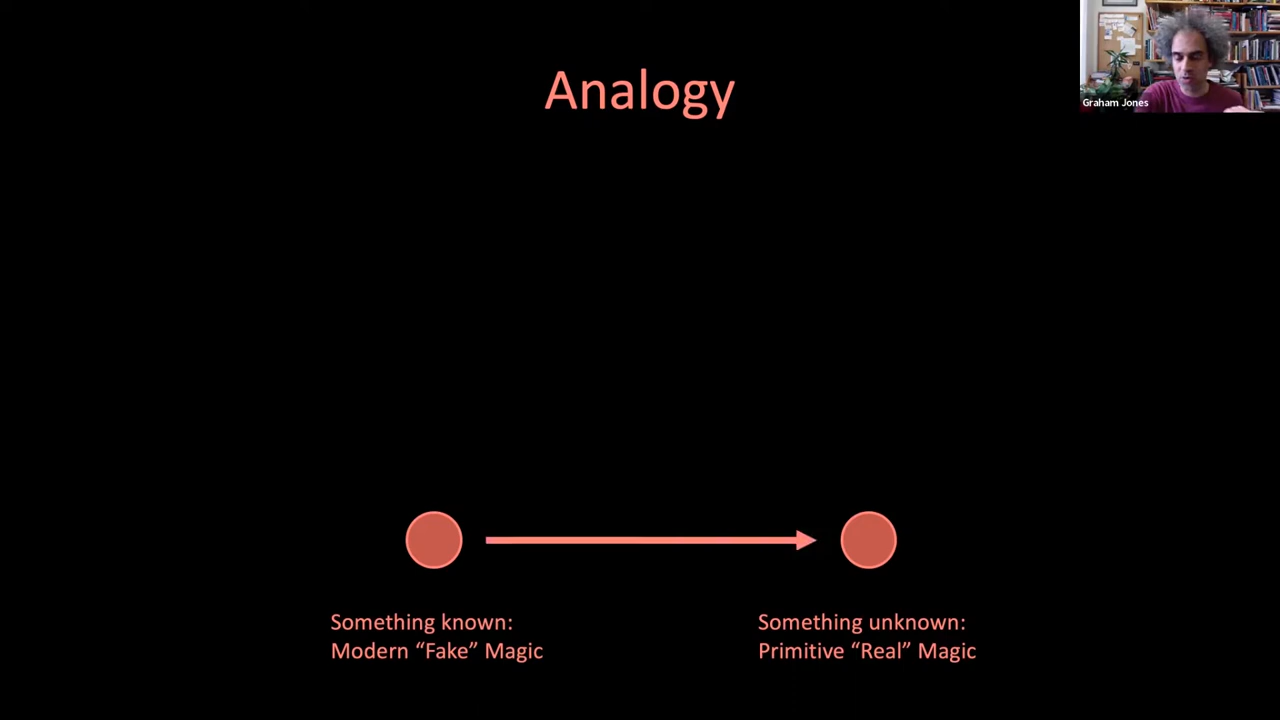 Analogy
Graham Jones
Something known:
Modern “Fake” Magic
Something unknown:
Primitive “Real” Magic